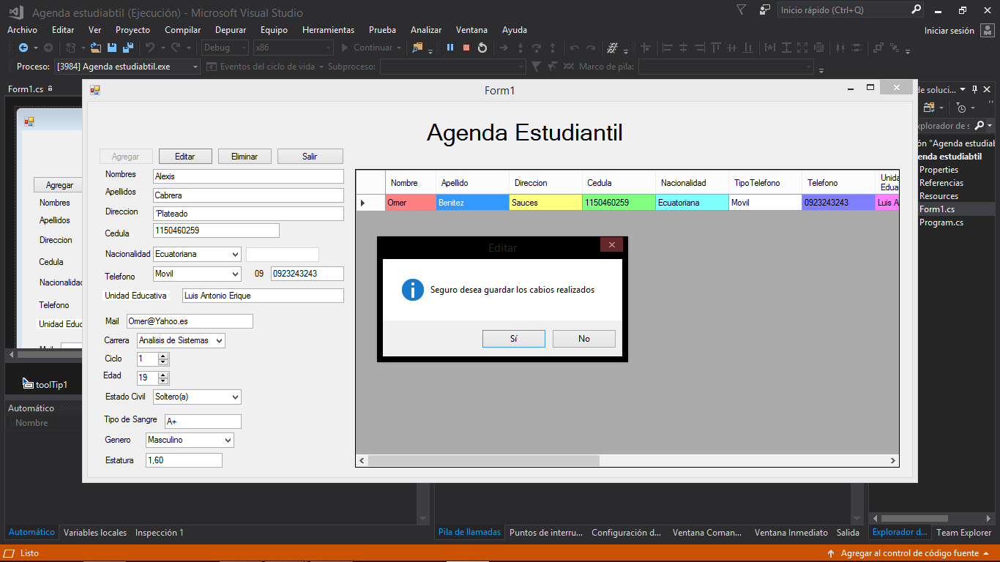 Agenda estudiabtil (Ejecución) - Microsoft Visual Studio
Inicio rápido (Ctrl+Q)
Archivo Editar Ver Proyecto Compilar Depurar Equipo Herramientas Prueba Analizar Ventana Ayuda
Iniciar sesión
Debug x86 Continuar
Proceso: [3984] Agenda estudiabtil.exe Eventos del ciclo de vida Subproceso: Marco de pila:
Form1.cs
Form1
de soluci...
xplorador de s
ón "Agenda estudiab
enda estudiabtil
Properties
Referencias
Resources
Form1.cs
Program.cs
Agregar
Nombres
Apellidos
Direccion
Cedula
Nacionalidad
Telefono
Unidad Educ
toolTip1
Agenda Estudiantil
Agregar Editar Eliminar Salir
Nombres Alexis
Apellidos Cabrera
Direccion ´Plateado
Cedula 1150460259
Nacionalidad Ecuatoriana
Telefono Movil 09 0923243243
Unidad Educativa Luis Antonio Erique
Mail Omer@Yahoo.es
Carrera Analisis de Sistemas
Ciclo 1
Edad 19
Estado Civil Soltero(a)
Tipo de Sangre A+
Genero Masculino
Estatura 1,60
Nombre Apellido Direccion Cedula Nacionalidad TipoTelefono Telefono Unida
Edua
Omer Benitez Sauces 1150460259 Ecuatoriana Movil 0923243243 Luis A
Editar
Seguro desea guardar los cabios realizados
Sí No
Automático
Nombre
Automático Variables locales Inspección 1
Pila de llamadas Puntos de interru... Configuración d... Ventana Coman... Ventana Inmediato Salida
Explorador d... Team Explorer
Listo
Agregar al control de código fuente